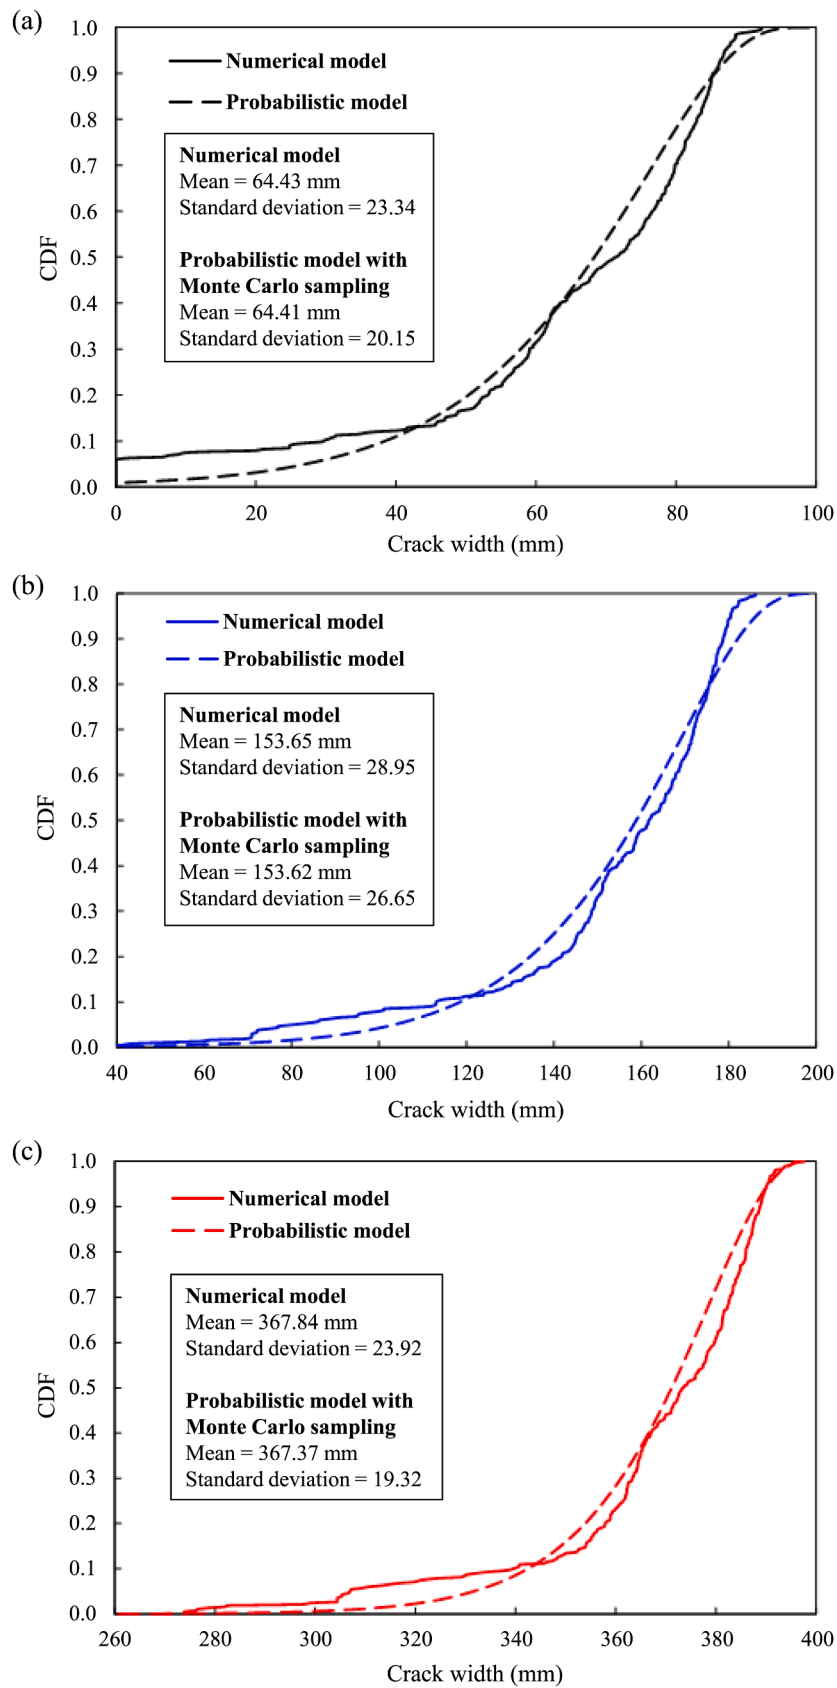 (a)
1.0
0.9
0.8
0.7
0.6
0.5
0.4
0.3
0.2
0.1
0.0
CDF
Numerical model
Probabilistic model
Numerical model
Mean = 64.43 mm
Standard deviation = 23.34
Probabilistic model with
Monte Carlo sampling
Mean = 64.41 mm
Standard deviation = 20.15
0 20 40 60 80 100
Crack width (mm)
(b)
1.0
0.9
0.8
0.7
0.6
0.5
0.4
0.3
0.2
0.1
0.0
CDF
Numerical model
Probabilistic model
Numerical model
Mean = 153.65 mm
Standard deviation = 28.95
Probabilistic model with
Monte Carlo sampling
Mean = 153.62 mm
Standard deviation = 26.65
40 60 80 100 120 140 160 180 200
Crack width (mm)
(c)
1.0
0.9
0.8
0.7
0.6
0.5
0.4
0.3
0.2
0.1
0.0
CDF
Numerical model
Probabilistic model
Numerical model
Mean = 367.84 mm
Standard deviation = 23.92
Probabilistic model with
Monte Carlo sampling
Mean = 367.37 mm
Standard deviation = 19.32
260 280 300 320 340 360 380 400
Crack width (mm)